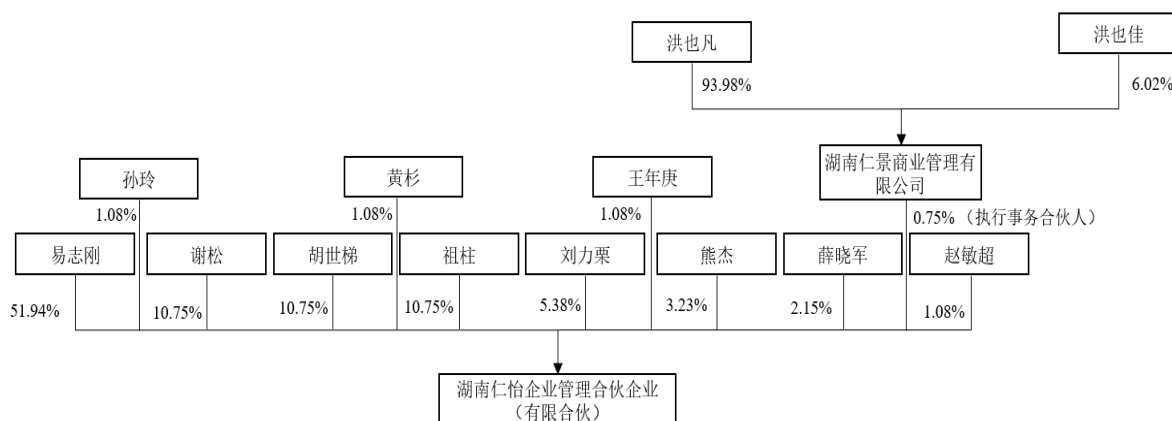 洪也凡
洪也佳
93.98%
6.02%
孙玲
黄杉
王年庚
湖南仁景商业管理有
限公司
1.08%
1.08%
1.08%
0.75%（执行事务合伙人）
易志刚
谢松
胡世梯
祖柱
刘力栗
熊杰
薛晓军
赵敏超
51.94%
10.75%
10.75%
10.75%
5.38%
3.23%
2.15%
1.08%
湖南仁怡企业管理合伙企业
（有限合伙）